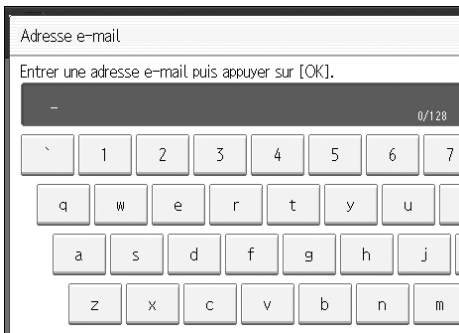 Adresse e-mail
Entrer une adresse e-mail puis appuyer sur [OK].
_
0/128
` 1 2 3 4 5 6 7
q w e r t y u
a s d f g h j
z x c v b n m